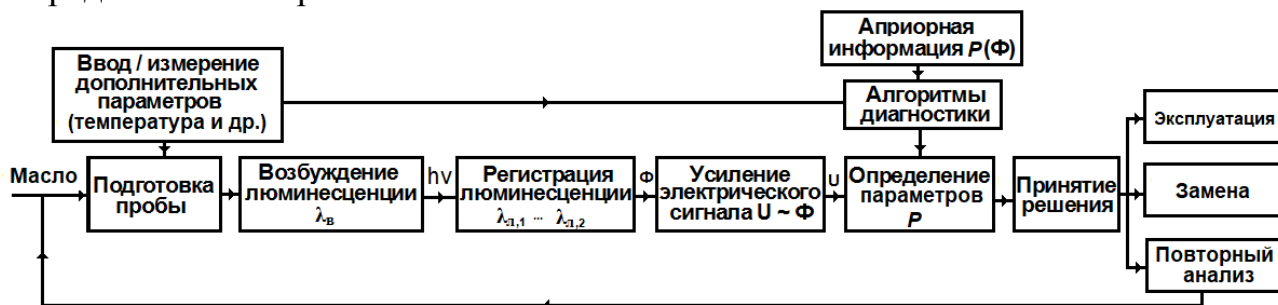 Ввод / измерение
дополнительных
параметров
(температура и др.)
Априорная
информация P(Ф)
Алгоритмы
диагностики
Масло
Подготовка
пробы
Возбуждение
люминесценции
λв
hν
Регистрация
люминесценции
λл,1 ... λл,2
Ф
Усиление
электрического
сигнала U ~ Ф
U
Определение
параметров
P
Принятие
решения
Эксплуатация
Замена
Повторный
анализ